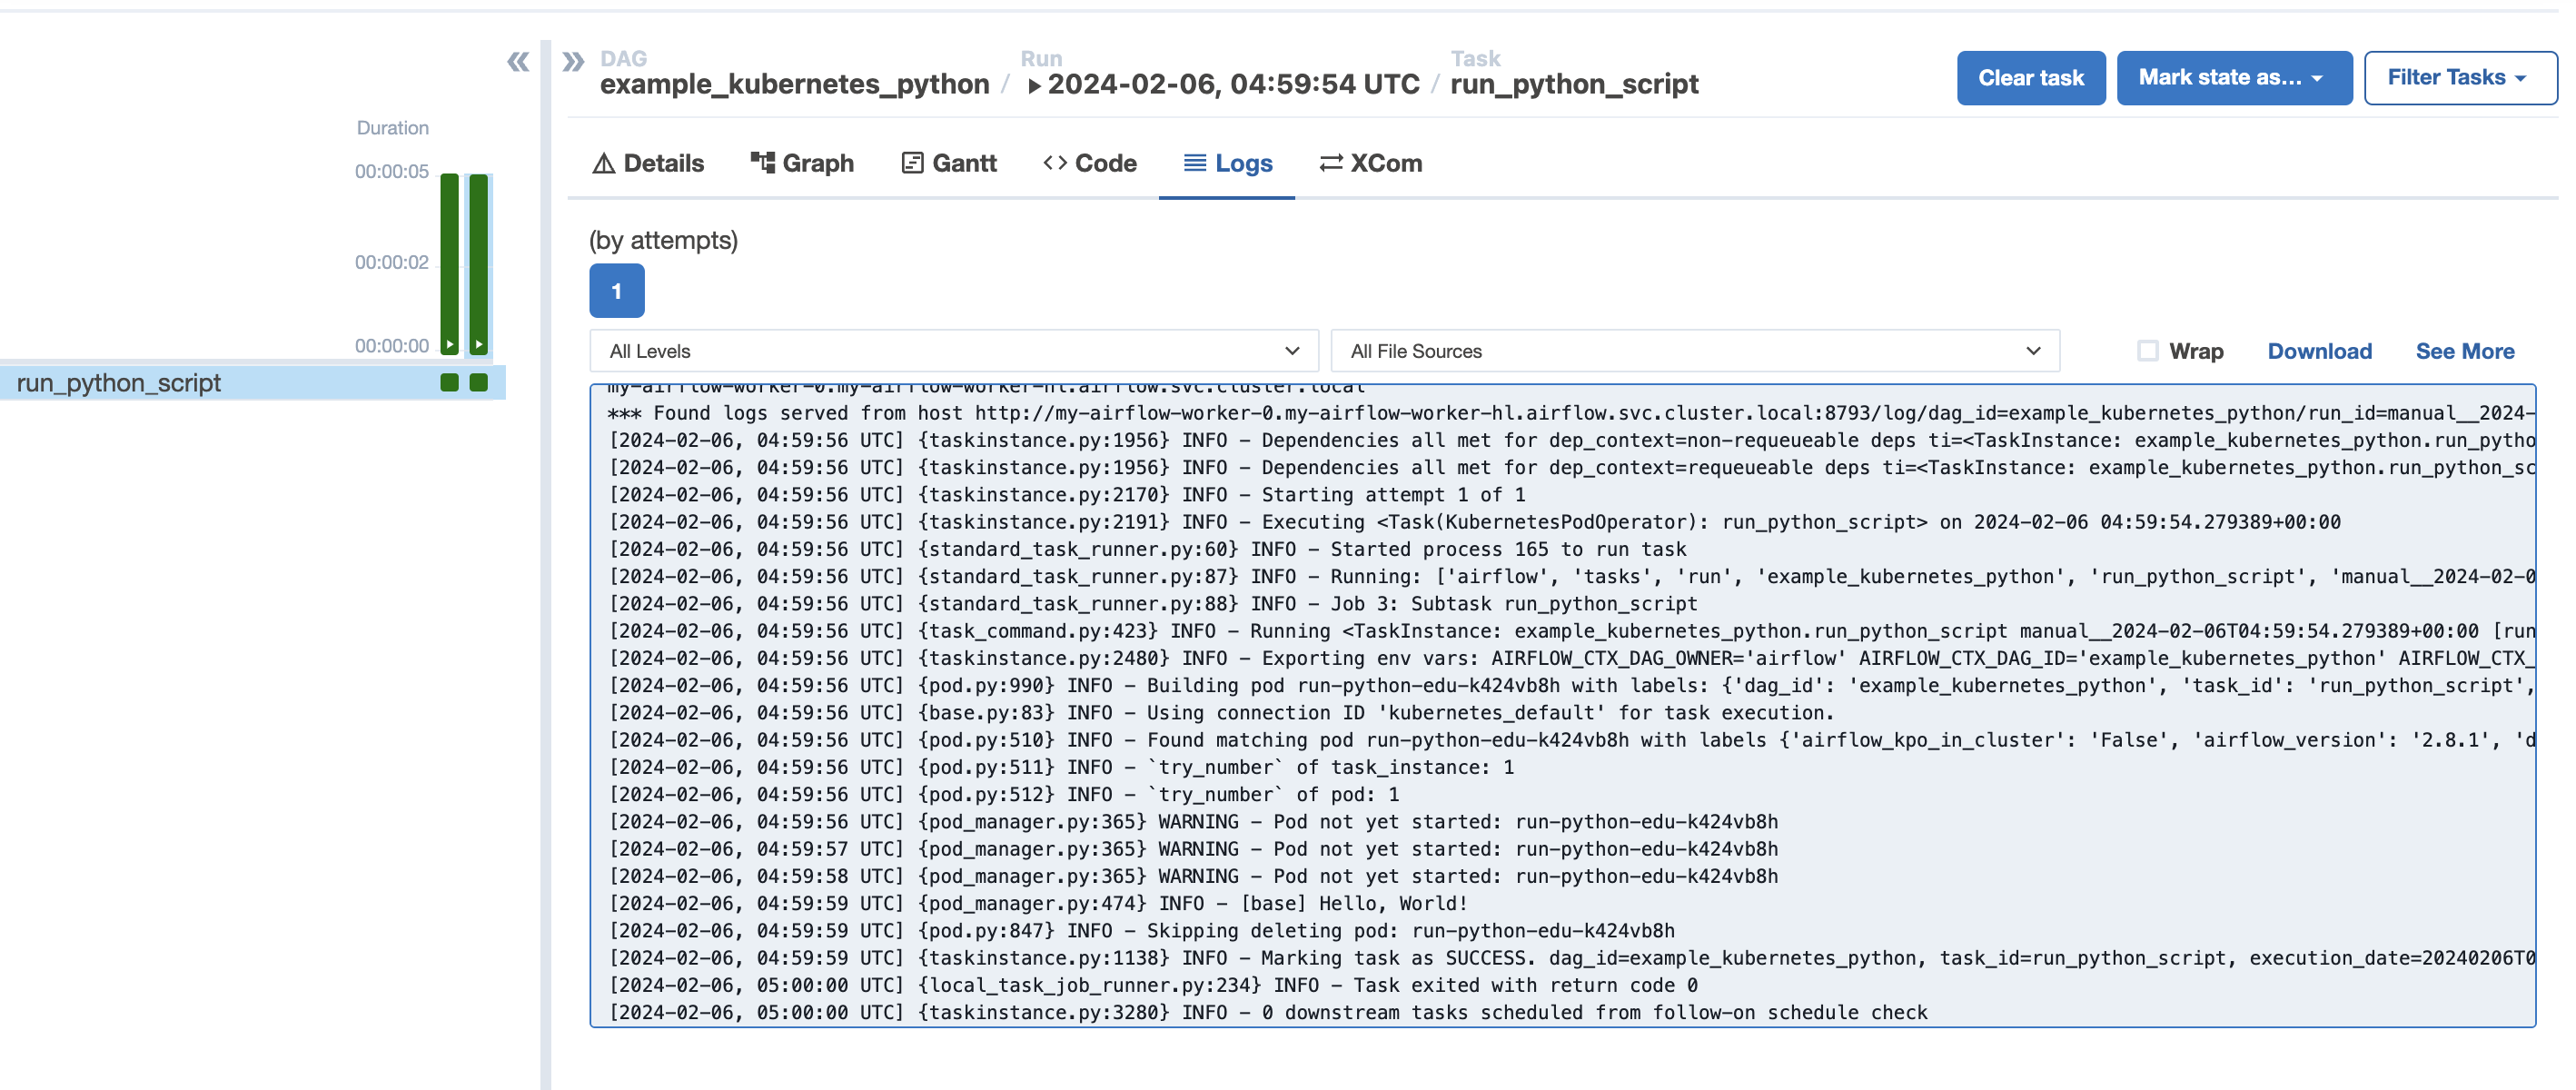 DAG
example_kubernetes_python
/
Run
2024-02-06, 04:59:54 UTC
/
Task
run_python_script
Clear task
Mark state as...
Filter Tasks
Duration
00:00:05
00:00:02
00:00:00
run_python_script
Details
Graph
Gantt
Code
Logs
XCom
(by attempts)
1
All Levels
All File Sources
Wrap
Download
See More
my-airflow-worker-0.my-airflow-worker-hl.airflow.svc.cluster.local
*** Found logs served from host http://my-airflow-worker-0.my-airflow-worker-hl.airflow.svc.cluster.local:8793/log/dag_id=example_kubernetes_python/run_id=manual__2024-
[2024-02-06, 04:59:56 UTC] {taskinstance.py:1956} INFO - Dependencies all met for dep_context=non-requeueable deps ti=<TaskInstance: example_kubernetes_python.run_pytho
[2024-02-06, 04:59:56 UTC] {taskinstance.py:1956} INFO - Dependencies all met for dep_context=requeueable deps ti=<TaskInstance: example_kubernetes_python.run_python_sc
[2024-02-06, 04:59:56 UTC] {taskinstance.py:2170} INFO - Starting attempt 1 of 1
[2024-02-06, 04:59:56 UTC] {taskinstance.py:2191} INFO - Executing <Task(KubernetesPodOperator): run_python_script> on 2024-02-06 04:59:54.279389+00:00
[2024-02-06, 04:59:56 UTC] {standard_task_runner.py:60} INFO - Started process 165 to run task
[2024-02-06, 04:59:56 UTC] {standard_task_runner.py:87} INFO - Running: ['airflow', 'tasks', 'run', 'example_kubernetes_python', 'run_python_script', 'manual__2024-02-0
[2024-02-06, 04:59:56 UTC] {standard_task_runner.py:88} INFO - Job 3: Subtask run_python_script
[2024-02-06, 04:59:56 UTC] {task_command.py:423} INFO - Running <TaskInstance: example_kubernetes_python.run_python_script manual__2024-02-06T04:59:54.279389+00:00 [run
[2024-02-06, 04:59:56 UTC] {taskinstance.py:2480} INFO - Exporting env vars: AIRFLOW_CTX_DAG_OWNER='airflow' AIRFLOW_CTX_DAG_ID='example_kubernetes_python' AIRFLOW_CTX_
[2024-02-06, 04:59:56 UTC] {pod.py:990} INFO - Building pod run-python-edu-k424vb8h with labels: {'dag_id': 'example_kubernetes_python', 'task_id': 'run_python_script',
[2024-02-06, 04:59:56 UTC] {base.py:83} INFO - Using connection ID 'kubernetes_default' for task execution.
[2024-02-06, 04:59:56 UTC] {pod.py:510} INFO - Found matching pod run-python-edu-k424vb8h with labels {'airflow_kpo_in_cluster': 'False', 'airflow_version': '2.8.1', 'd
[2024-02-06, 04:59:56 UTC] {pod.py:511} INFO - `try_number` of task_instance: 1
[2024-02-06, 04:59:56 UTC] {pod.py:512} INFO - `try_number` of pod: 1
[2024-02-06, 04:59:56 UTC] {pod_manager.py:365} WARNING - Pod not yet started: run-python-edu-k424vb8h
[2024-02-06, 04:59:57 UTC] {pod_manager.py:365} WARNING - Pod not yet started: run-python-edu-k424vb8h
[2024-02-06, 04:59:58 UTC] {pod_manager.py:365} WARNING - Pod not yet started: run-python-edu-k424vb8h
[2024-02-06, 04:59:59 UTC] {pod_manager.py:474} INFO - [base] Hello, World!
[2024-02-06, 04:59:59 UTC] {pod.py:847} INFO - Skipping deleting pod: run-python-edu-k424vb8h
[2024-02-06, 04:59:59 UTC] {taskinstance.py:1138} INFO - Marking task as SUCCESS. dag_id=example_kubernetes_python, task_id=run_python_script, execution_date=20240206T0
[2024-02-06, 05:00:00 UTC] {local_task_job_runner.py:234} INFO - Task exited with return code 0
[2024-02-06, 05:00:00 UTC] {taskinstance.py:3280} INFO - 0 downstream tasks scheduled from follow-on schedule check